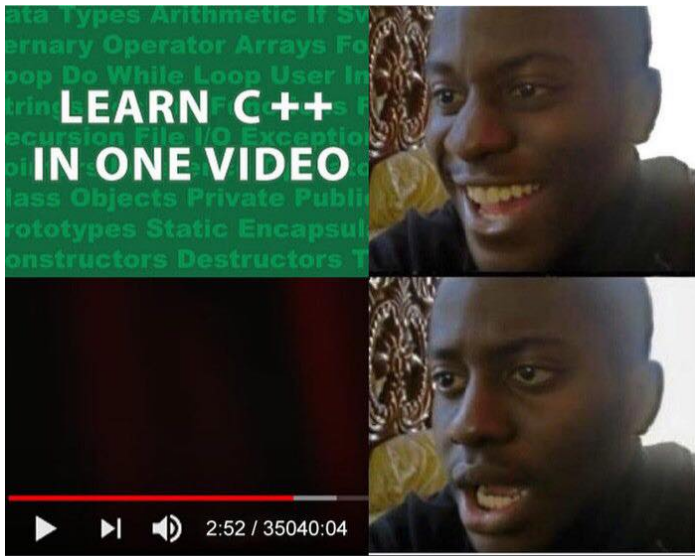 ata Types Arithmetic If Sw
ernary Operator Arrays Fo
oop Do While Loop User In
LEARN C++
ecursion File I/O Exceptio
IN ONE VIDEO
lass Objects Private Publi
rototypes Static Encapsul
onstructors Destructors T
2:52 / 35040:04